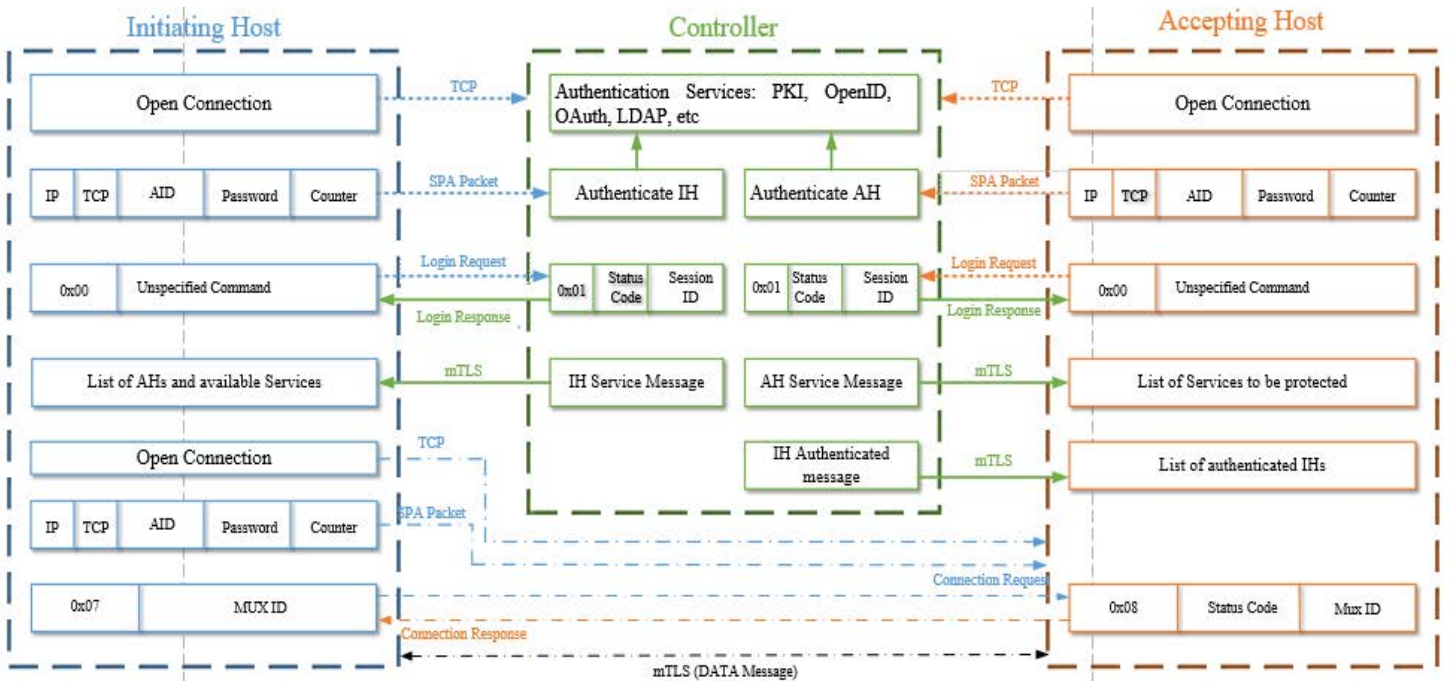 Initiating Host
Controller
Accepting Host
Open Connection
TCP
Authentication Services: PKI, OpenID,
OAuth, LDAP, etc
TCP
Open Connection
IP TCP AID Password Counter
SPA Packet
Authenticate IH
Authenticate AH
SPA Packet
IP TCP AID Password Counter
0x00 Unspecified Command
Login Request
Login Response
0x01 Status Session
Code ID
0x01 Status Session
Code ID
Login Request
Login Response
0x00 Unspecified Command
List of AHs and available Services
mTLS
IH Service Message
AH Service Message
mTLS
List of Services to be protected
Open Connection
TCP
IH Authenticated
message
mTLS
List of authenticated IHs
IP TCP AID Password Counter
SPA Packet
Connection Reques
0x07 MUX ID
0x08 Status Code Mux ID
Connection Response
mTLS (DATA Message)